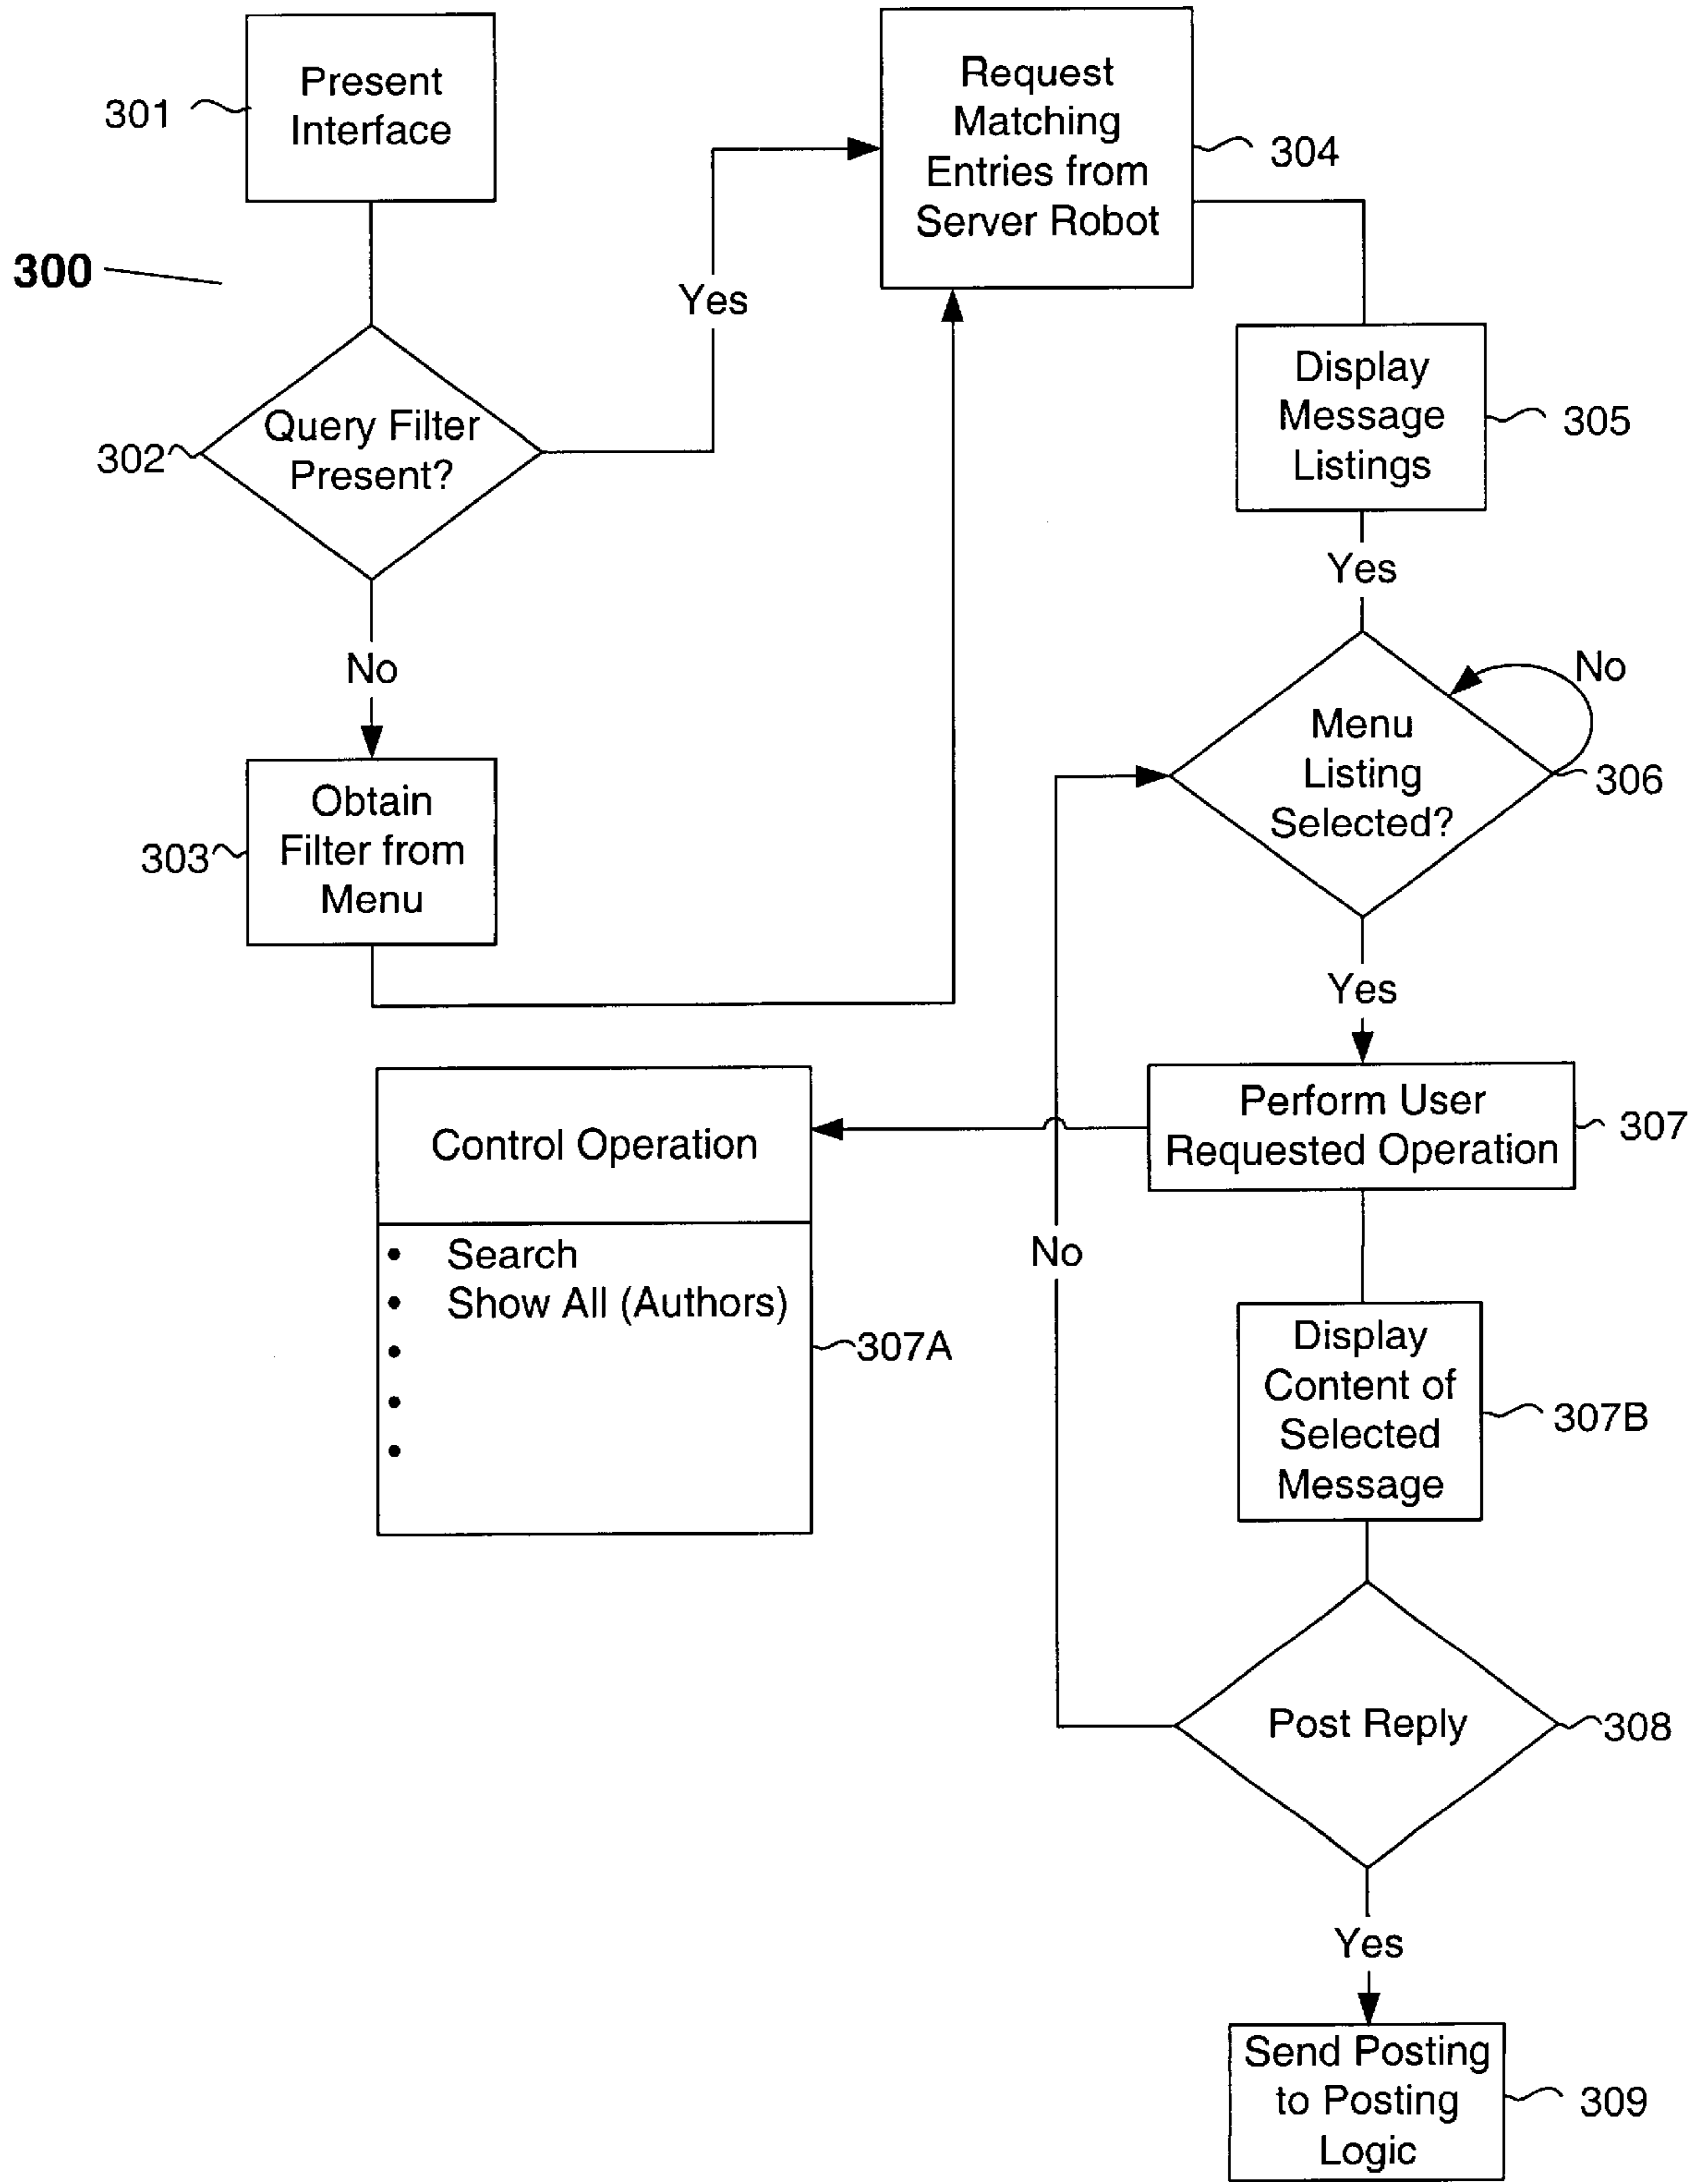 301
Present
Interface
300
302
Query Filter
Present?
Yes
No
303
Obtain
Filter from
Menu
Request
Matching
Entries from
Server Robot
304
Display
Message
Listings
305
Yes
Menu
Listing
Selected?
No
306
Yes
Perform User
Requested Operation
307
Control Operation
• Search
• Show All (Authors)
•
•
•
307A
No
Display
Content of
Selected
Message
307B
Post Reply
308
Yes
Send Posting
to Posting
Logic
309